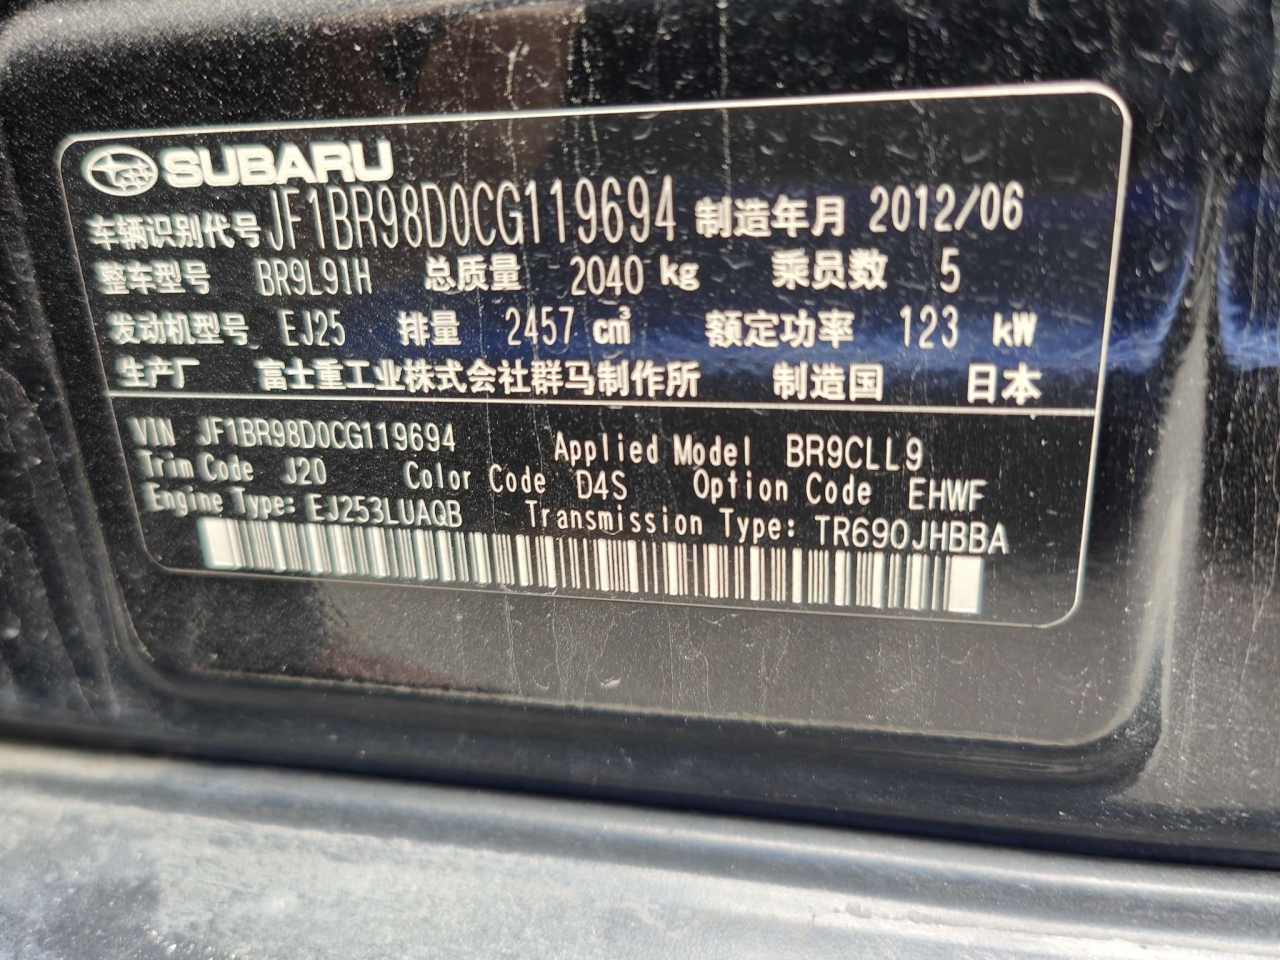 SUBARU
车辆识别代号 JF1BR98D0CG119694 制造年月 2012/06
整车型号 BR9L91H 总质量 2040 kg 乘员数 5
发动机型号 EJ25 排量 2457 cm³ 额定功率 123 kW
生产厂 富士重工业株式会社群马制作所 制造国 日本
VIN JF1BR98D0CG119694 Applied Model BR9CLL9
Trim Code J20 Color Code D4S Option Code EHWF
Engine Type: EJ253LUAQB Transmission Type: TR690JHBBA